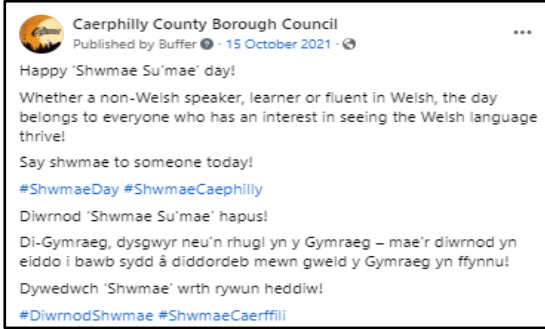 Caerphilly County Borough Council
Published by Buffer · 15 October 2021 ·
Happy 'Shwmae Su'mae' day!
Whether a non-Welsh speaker, learner or fluent in Welsh, the day
belongs to everyone who has an interest in seeing the Welsh language
thrive!
Say shwmae to someone today!
#ShwmaeDay #ShwmaeCaephilly
Diwrnod 'Shwmae Su'mae' hapus!
Di-Gymraeg, dysgwyr neu'n rhugl yn y Gymraeg – mae'r diwrnod yn
eiddo i bawb sydd â diddordeb mewn gweld y Gymraeg yn ffynnu!
Dywedwch 'Shwmae' wrth rywun heddiw!
#DiwrnodShwmae #ShwmaeCaerffili